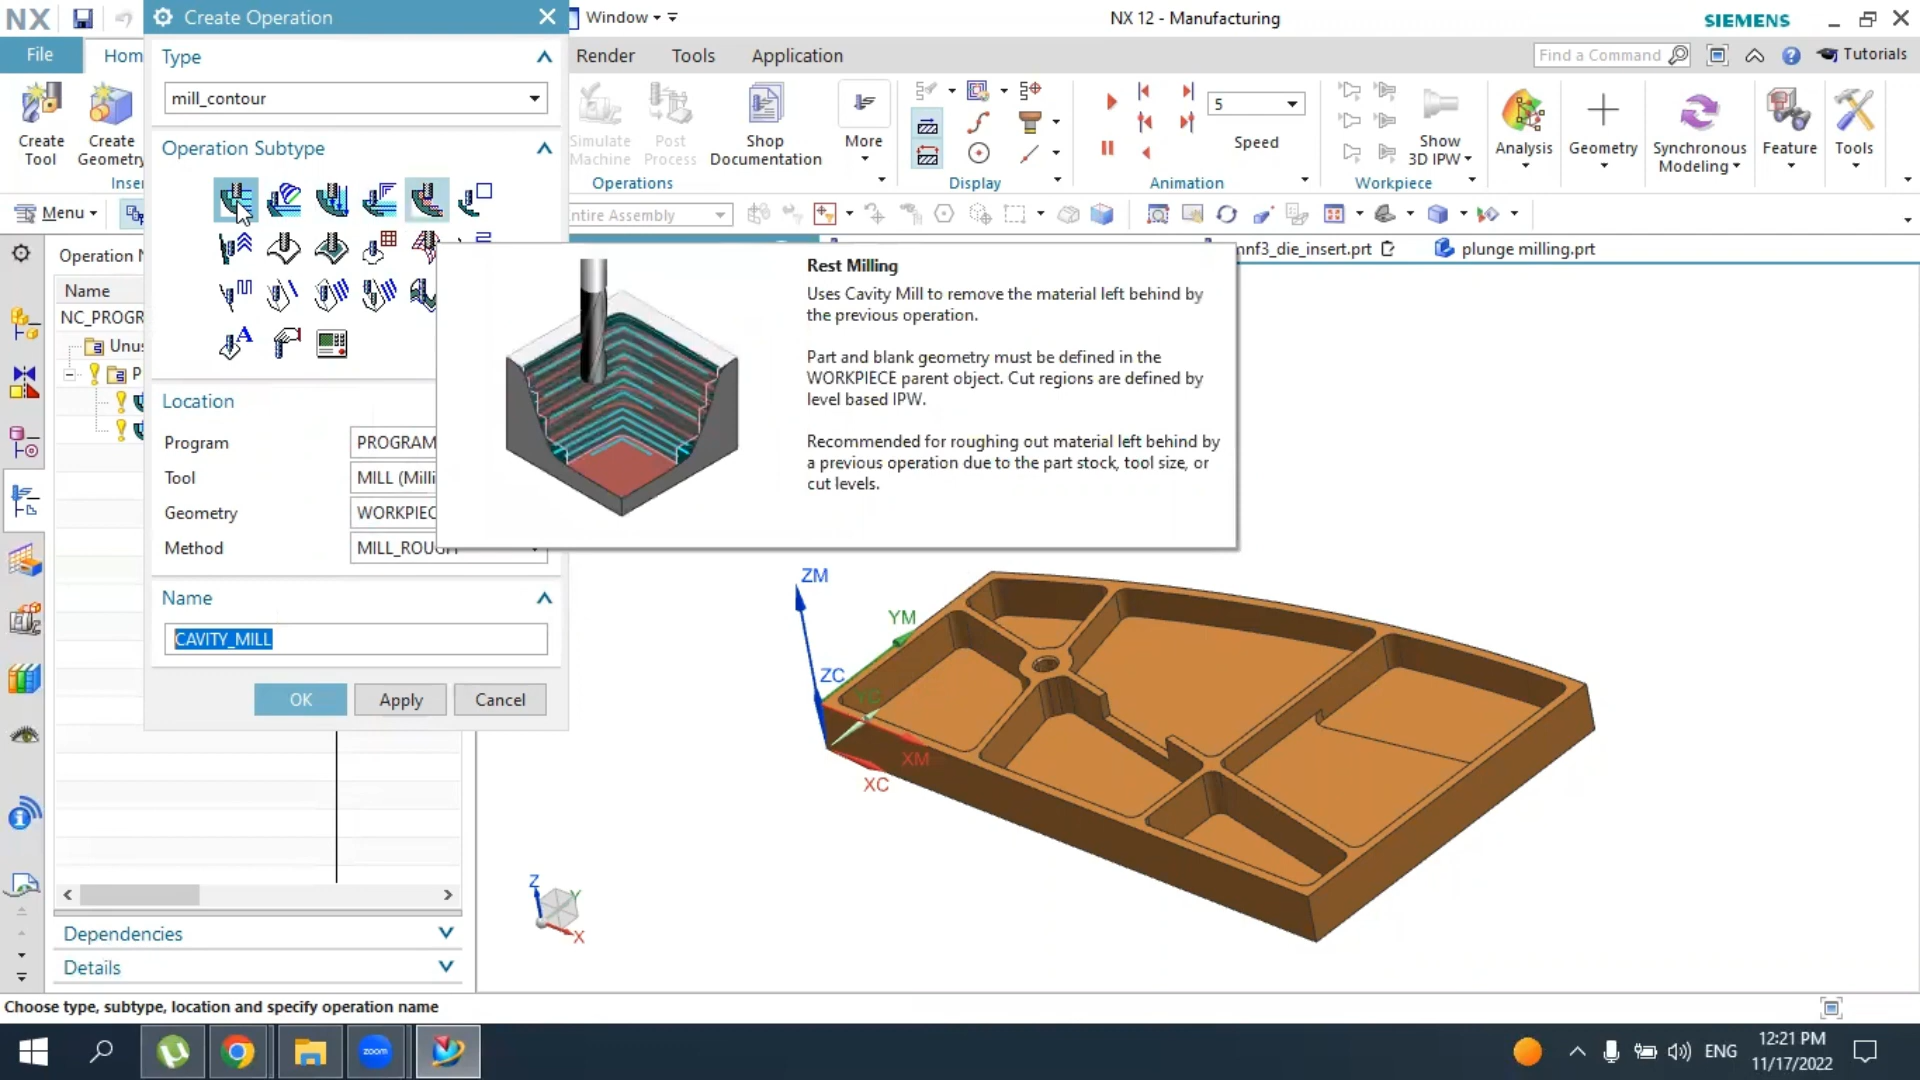 NX
Create Operation
Window
NX 12 - Manufacturing
SIEMENS
File
Hom
Type
Render
Tools
Application
Find a Command
Tutorials
mill_contour
Create Tool
Create Geometry
Operation Subtype
Simulate Machine
Post Process
Shop Documentation
More
5
Speed
Show 3D IPW
Analysis
Geometry
Synchronous Modeling
Feature
Tools
Inser
Operations
Display
Animation
Workpiece
Menu
ntire Assembly
Operation N
nnf3_die_insert.prt
plunge milling.prt
Name
NC_PROGR
Unus
P
Rest Milling
Uses Cavity Mill to remove the material left behind by
the previous operation.
Part and blank geometry must be defined in the
WORKPIECE parent object. Cut regions are defined by
level based IPW.
Recommended for roughing out material left behind by
a previous operation due to the part stock, tool size, or
cut levels.
Location
Program
PROGRAM
Tool
MILL (Milli
Geometry
WORKPIEC
Method
MILL_ROUGH
Name
CAVITY_MILL
OK
Apply
Cancel
ZM
YM
ZC
YC
XM
XC
Z
Y
X
Dependencies
Details
Choose type, subtype, location and specify operation name
zoom
ENG
12:21 PM
11/17/2022